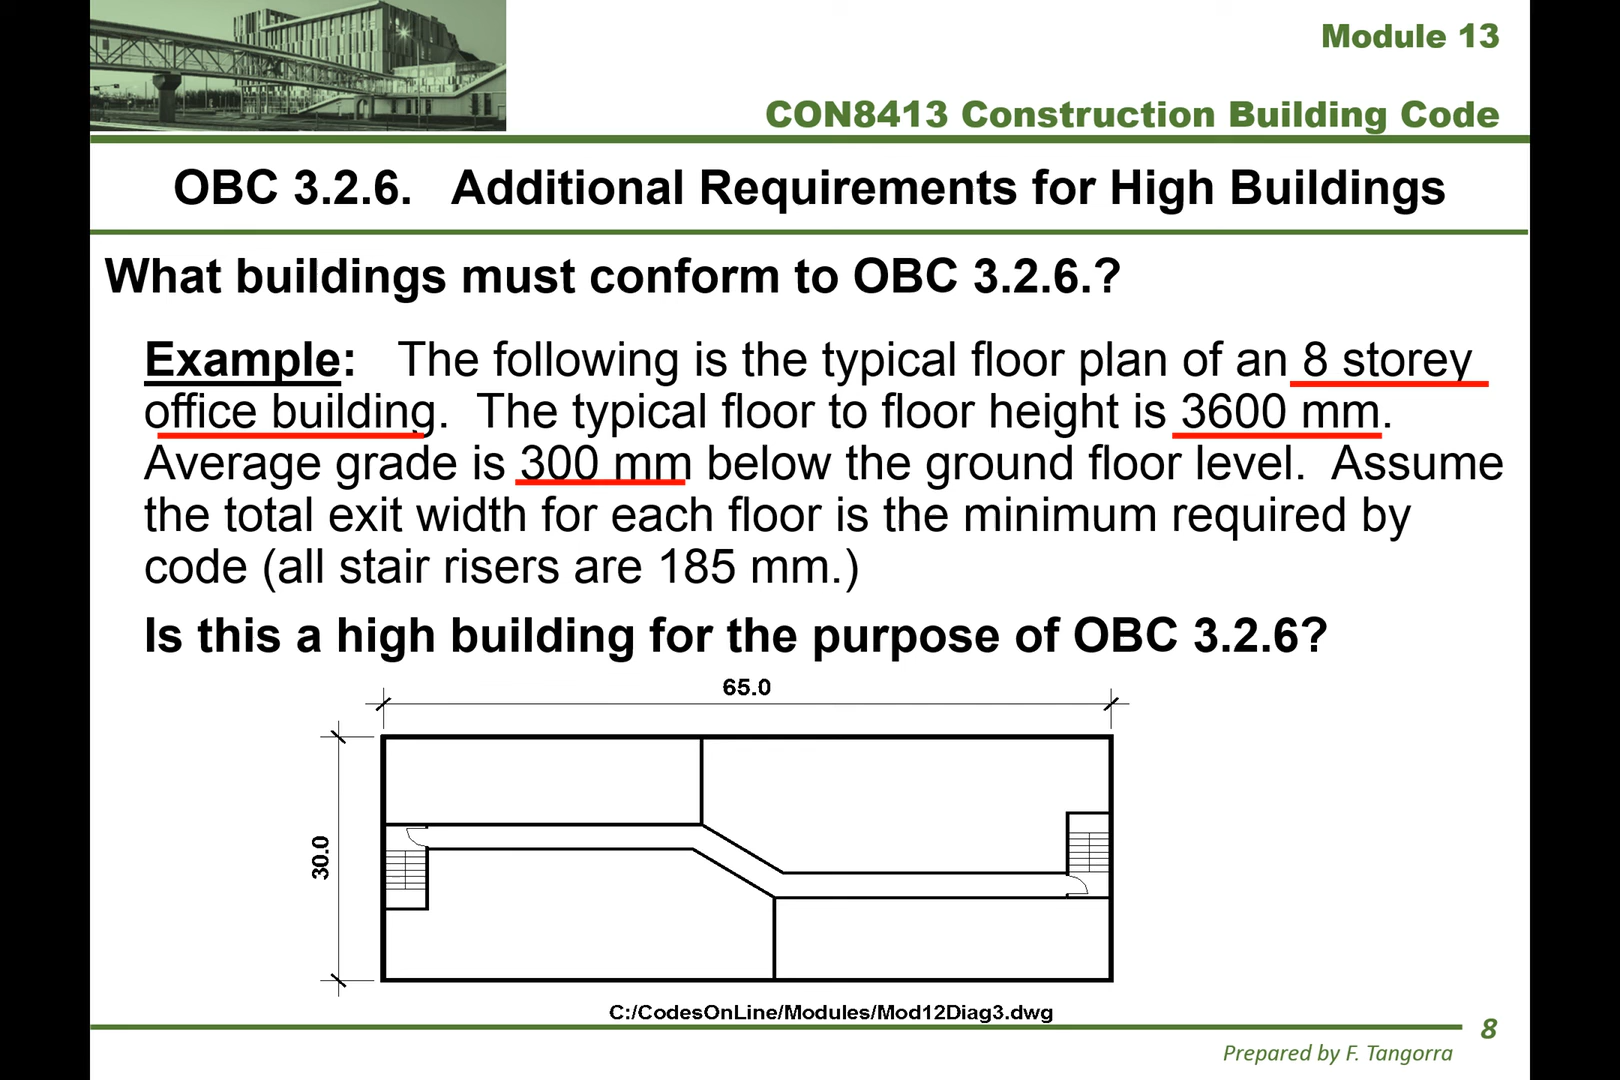 Module 13
CON8413 Construction Building Code
OBC 3.2.6.   Additional Requirements for High Buildings
What buildings must conform to OBC 3.2.6.?
Example:   The following is the typical floor plan of an 8 storey
office building.  The typical floor to floor height is 3600 mm.
Average grade is 300 mm below the ground floor level.  Assume
the total exit width for each floor is the minimum required by
code (all stair risers are 185 mm.)
Is this a high building for the purpose of OBC 3.2.6?
65.0
30.0
C:/CodesOnLine/Modules/Mod12Diag3.dwg
8
Prepared by F. Tangorra